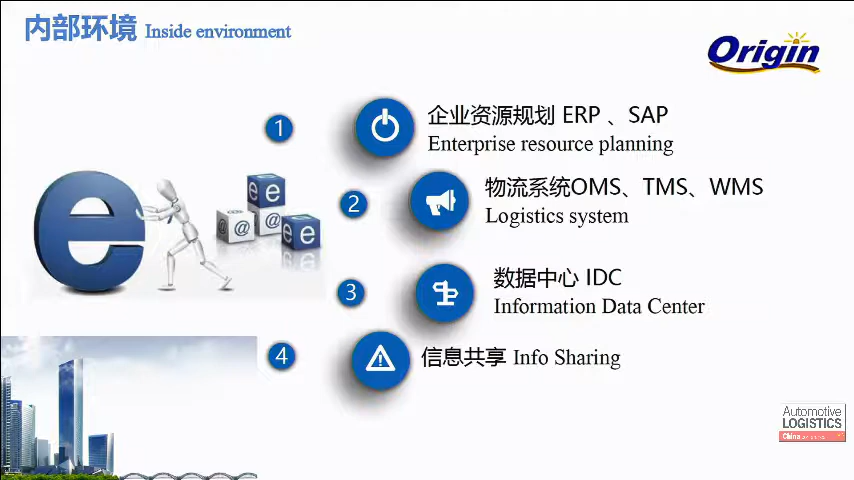 内部环境 Inside environment
Origin
1
企业资源规划 ERP 、SAP
Enterprise resource planning
2
物流系统OMS、TMS、WMS
Logistics system
3
数据中心 IDC
Information Data Center
4
信息共享 Info Sharing
e
e e
@ @
e e
Automotive
LOGISTICS
China